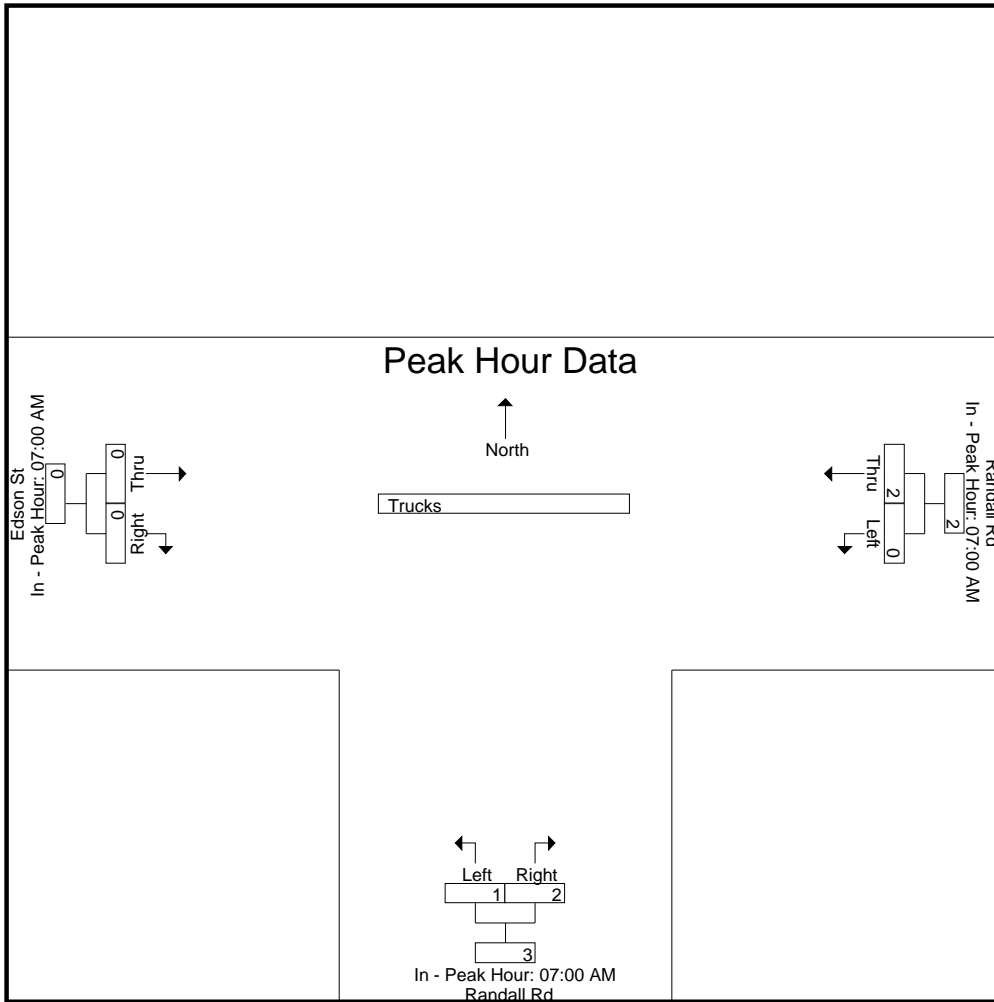 Peak Hour Data
North
Trucks
Edson St
In - Peak Hour: 07:00 AM
0
0
0
Thru
Right
Randall Rd
In - Peak Hour: 07:00 AM
2
2
0
Thru
Left
Left Right
1 2
3
In - Peak Hour: 07:00 AM
Randall Rd